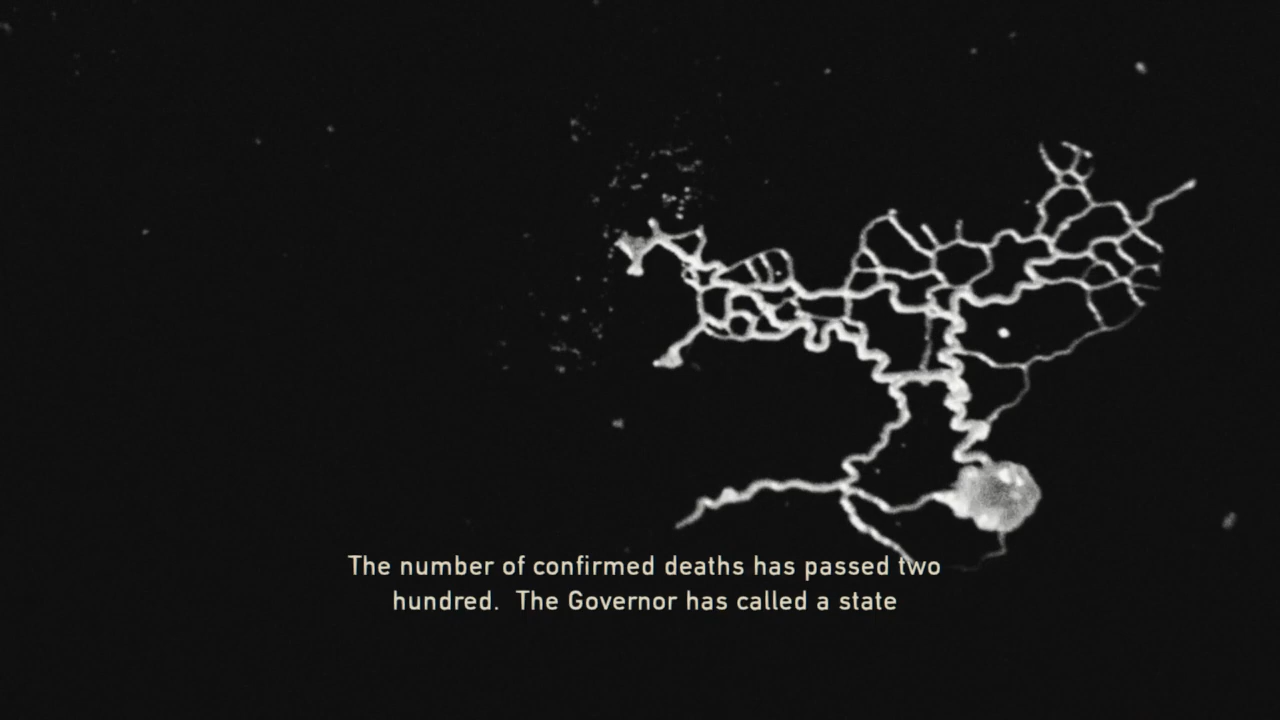 The number of confirmed deaths has passed two
hundred.  The Governor has called a state